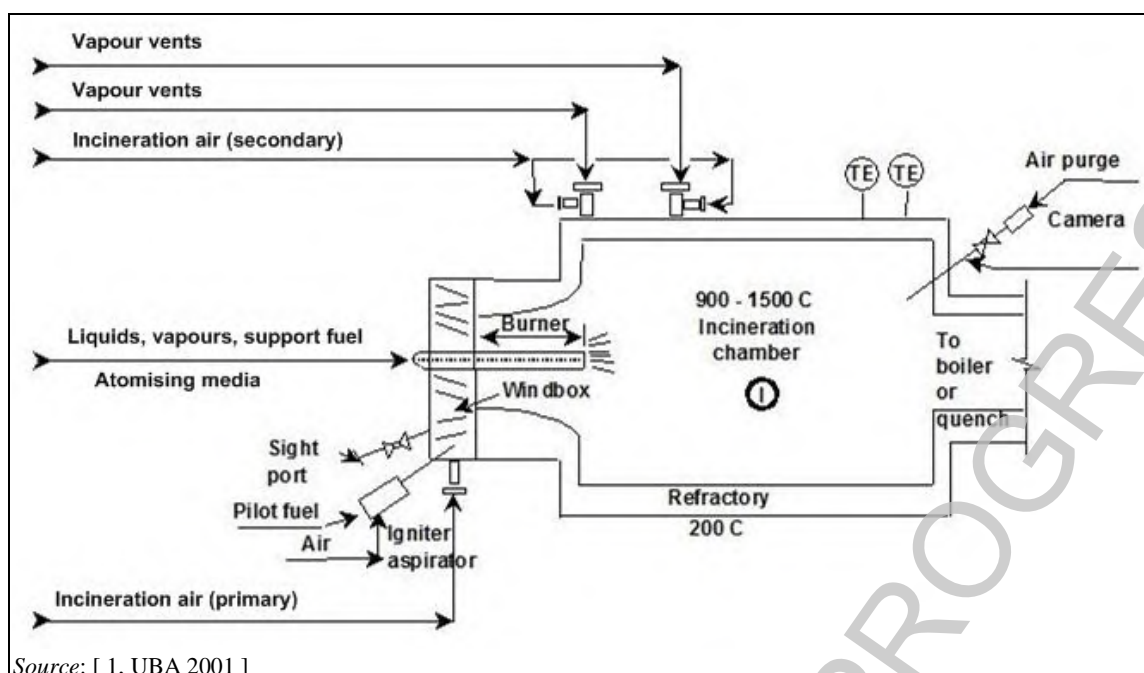 Vapour vents
Vapour vents
Incineration air (secondary)
TE TE
Air purge
Camera
900 - 1500 C
Incineration
chamber
I
Burner
Liquids, vapours, support fuel
Atomising media
Windbox
To
boiler
or
quench
Sight
port
Pilot fuel
Air
Igniter
aspirator
Refractory
200 C
Incineration air (primary)
Source: [ 1, UBA 2001 ]
PROGRES